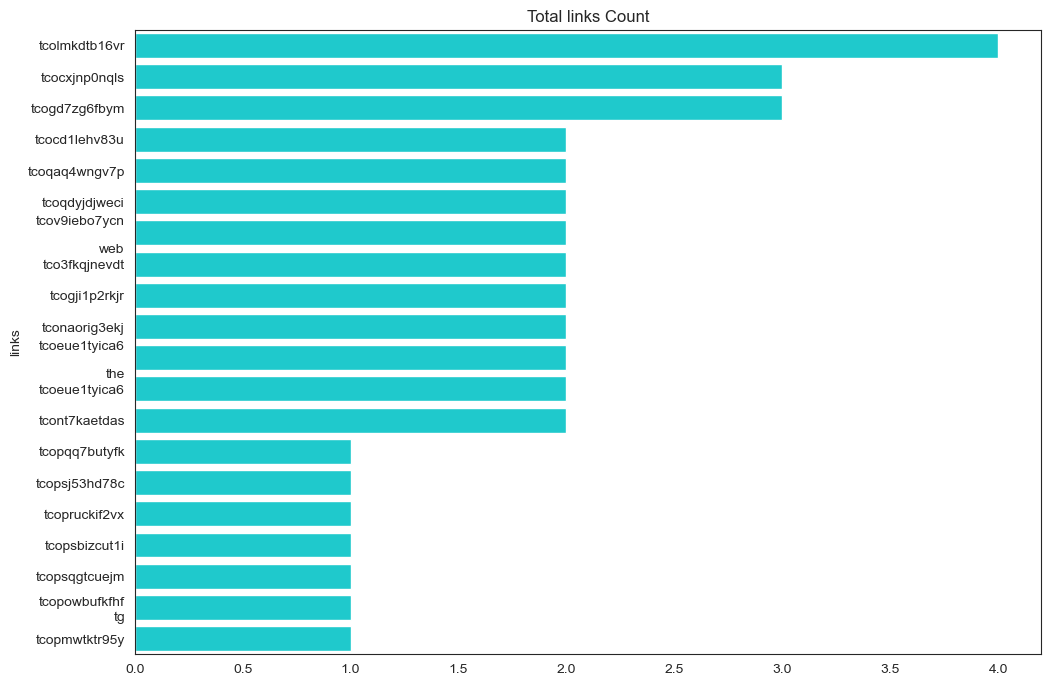 Total links Count
links
tcolmkdtb16vr
tcocxjnp0nqls
tcogd7zg6fbym
tcocd1lehv83u
tcoqaq4wngv7p
tcoqdyjdjweci
tcov9iebo7ycn
web
tco3fkqjnevdt
tcogji1p2rkjr
tconaorig3ekj
tcoeue1tyica6
the
tcoeue1tyica6
tcont7kaetdas
tcopqq7butyfk
tcopsj53hd78c
tcopruckif2vx
tcopsbizcut1i
tcopsqgtcuejm
tcopowbufkfhf
tg
tcopmwtktr95y
0.0 0.5 1.0 1.5 2.0 2.5 3.0 3.5 4.0